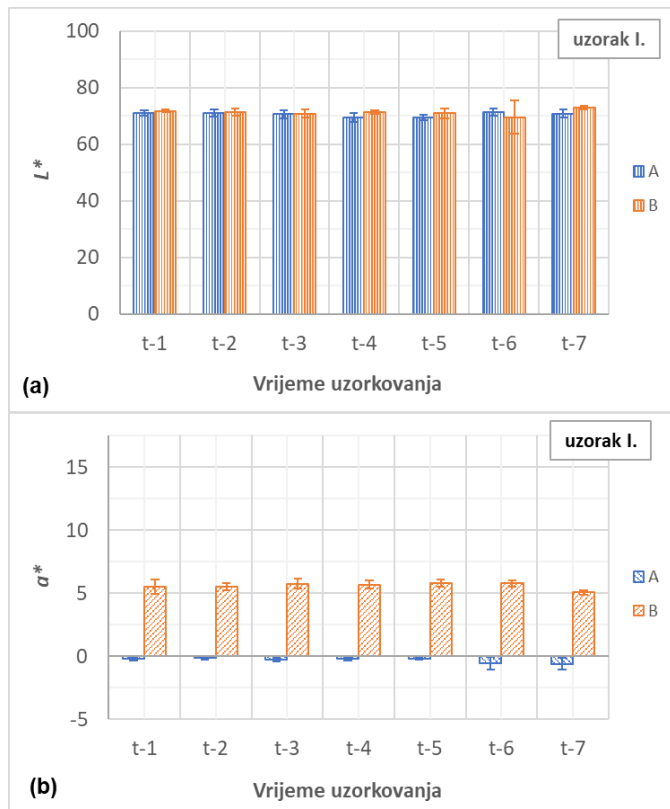 uzorak I.
100
80
60
40
20
0
L*
A
B
t-1 t-2 t-3 t-4 t-5 t-6 t-7
Vrijeme uzorkovanja
(a)
uzorak I.
15
10
5
0
-5
a*
A
B
t-1 t-2 t-3 t-4 t-5 t-6 t-7
Vrijeme uzorkovanja
(b)